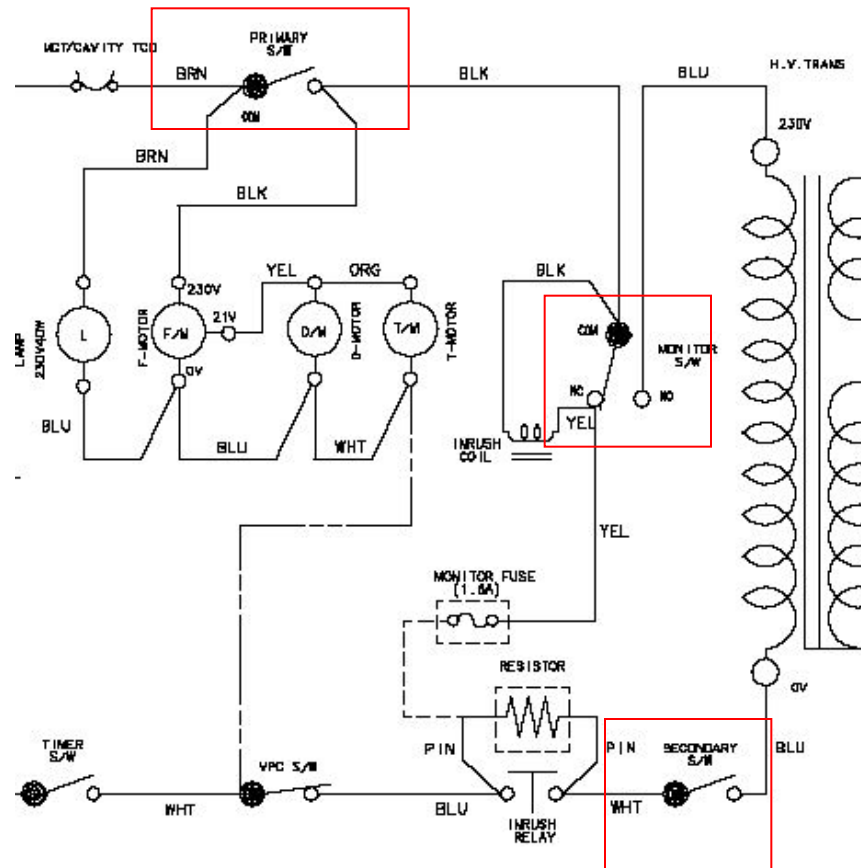 MGT/CAVITY TCO
PRIMARY
S/W
BRN
COM
BLK
BLU
H.V.TRANS
230V
BRN
BLK
YEL
ORG
BLK
230V
21V
LAMP
230V40W
L
F-MOTOR
F/M
D/M
D-MOTOR
T/M
T-MOTOR
COM
MONITOR
S/W
0V
NC
NO
BLU
BLU
WHT
YEL
INRUSH
COIL
YEL
MONITOR FUSE
(1.6A)
RESISTOR
0V
TIMER
S/W
VPC S/W
PIN
PIN
SECONDARY
S/W
BLU
WHT
BLU
INRUSH
RELAY
WHT